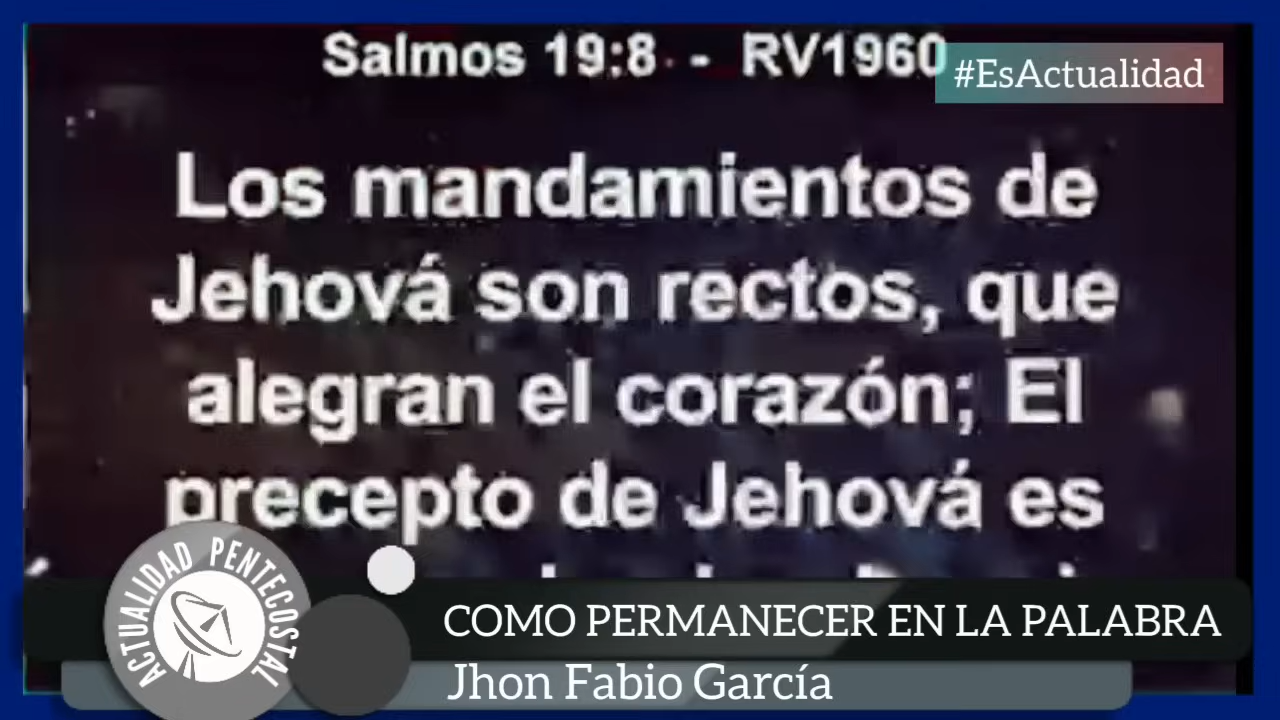 Salmos 19:8 - RV1960
#EsActualidad
Los mandamientos de
Jehová son rectos, que
alegran el corazón; El
precepto de Jehová es
ACTUALIDAD PENTECOSTAL
COMO PERMANECER EN LA PALABRA
Jhon Fabio García